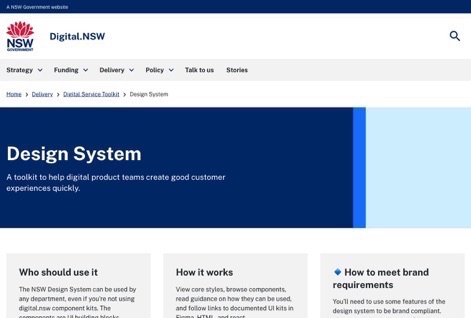 A NSW Government website
NSW
GOVERNMENT
Digital.NSW
Strategy Funding Delivery Policy Talk to us Stories
Home Delivery Digital Service Toolkit Design System
Design System
A toolkit to help digital product teams create good customer
experiences quickly.
Who should use it
The NSW Design System can be used by
any department, even if you're not using
digital.nsw core components. The
components are UI building blocks
How it works
View core styles, browse components,
read guidance on how they can be used,
and follow links to documented UI kits in
Figma, HTML, and react.
How to meet brand
requirements
You'll need to use some features of the
design system to be brand compliant.